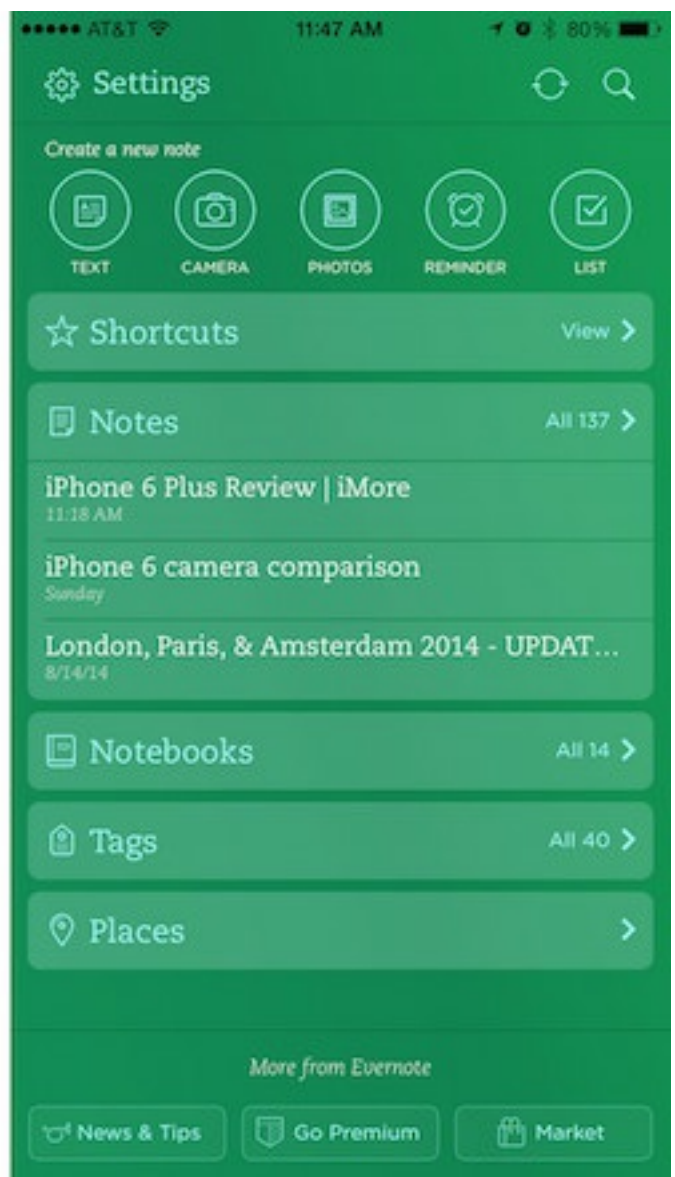 AT&T 11:47 AM 80%
Settings
Create a new note
TEXT CAMERA PHOTOS REMINDER LIST
Shortcuts View
Notes All 137
iPhone 6 Plus Review | iMore
11:18 AM
iPhone 6 camera comparison
Sunday
London, Paris, & Amsterdam 2014 - UPDAT...
8/14/14
Notebooks All 14
Tags All 40
Places
More from Evernote
News & Tips Go Premium Market